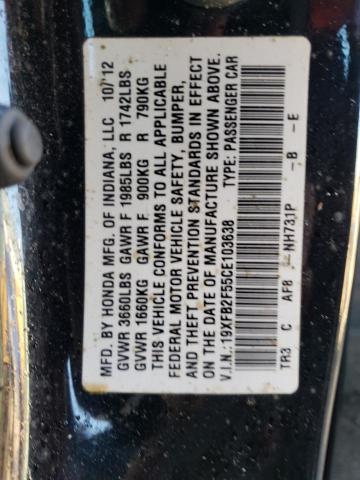 MFD. BY HONDA MFG. OF INDIANA, LLC 10/12
GVWR 3660LBS GAWR F 1985LBS R 1742LBS
GVWR 1660KG GAWR F 900KG R 790KG
THIS VEHICLE CONFORMS TO ALL APPLICABLE
FEDERAL MOTOR VEHICLE SAFETY, BUMPER,
AND THEFT PREVENTION STANDARDS IN EFFECT
ON THE DATE OF MANUFACTURE SHOWN ABOVE.
V.I.N.:19XFB2F55CE103638 TYPE: PASSENGER CAR
TR3 C AF8 NH731P - B - E